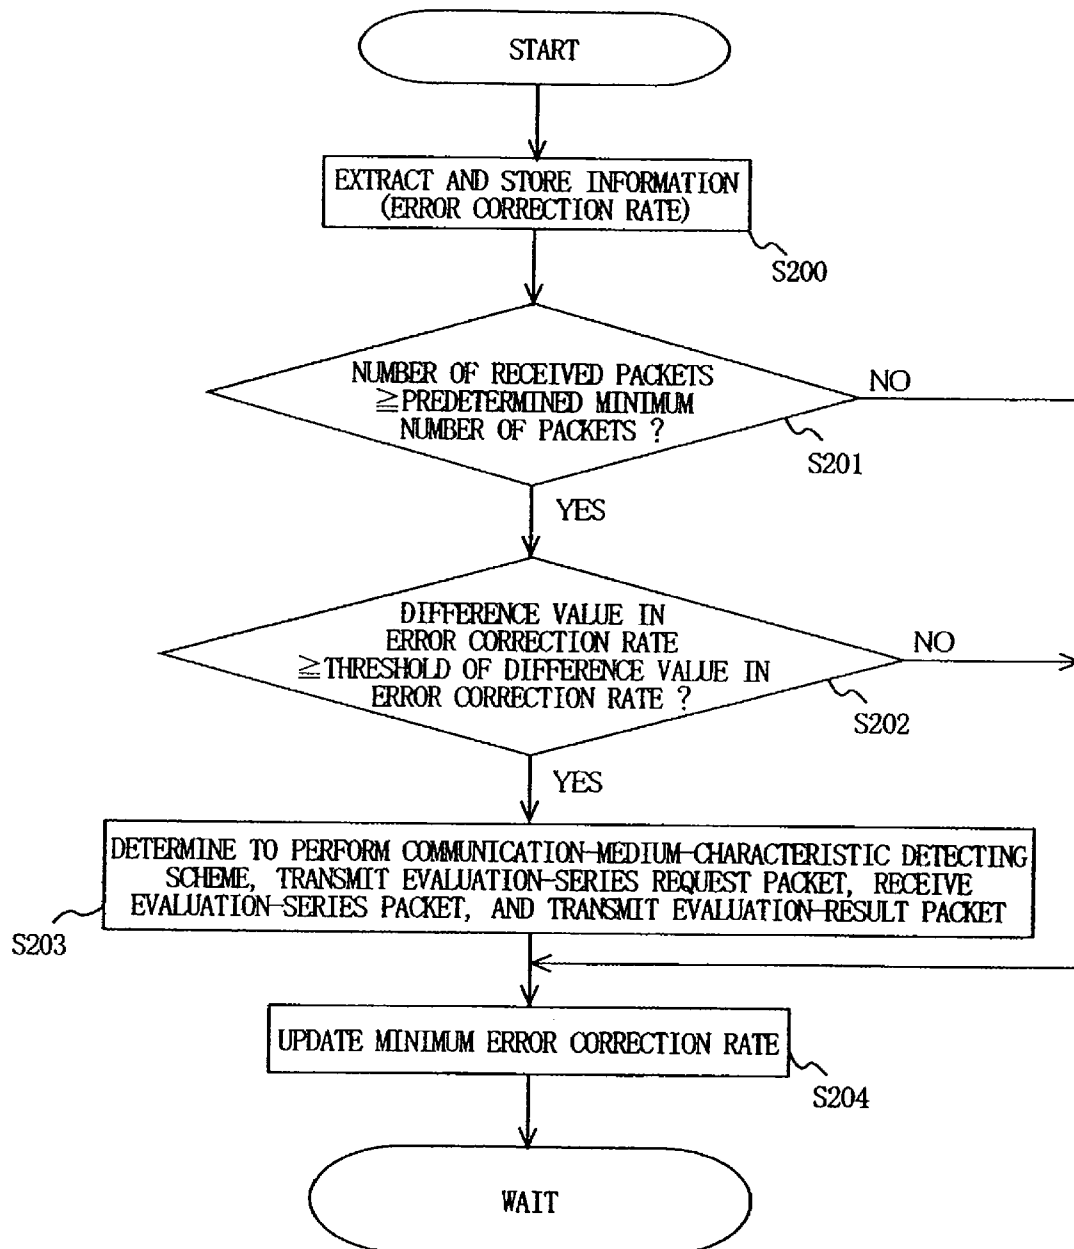 START
EXTRACT AND STORE INFORMATION
(ERROR CORRECTION RATE)
S200
NUMBER OF RECEIVED PACKETS
≧PREDETERMINED MINIMUM
NUMBER OF PACKETS ?
NO
S201
YES
DIFFERENCE VALUE IN
ERROR CORRECTION RATE
≧THRESHOLD OF DIFFERENCE VALUE IN
ERROR CORRECTION RATE ?
NO
S202
YES
DETERMINE TO PERFORM COMMUNICATION-MEDIUM-CHARACTERISTIC DETECTING
SCHEME, TRANSMIT EVALUATION-SERIES REQUEST PACKET, RECEIVE
EVALUATION-SERIES PACKET, AND TRANSMIT EVALUATION-RESULT PACKET
S203
UPDATE MINIMUM ERROR CORRECTION RATE
S204
WAIT